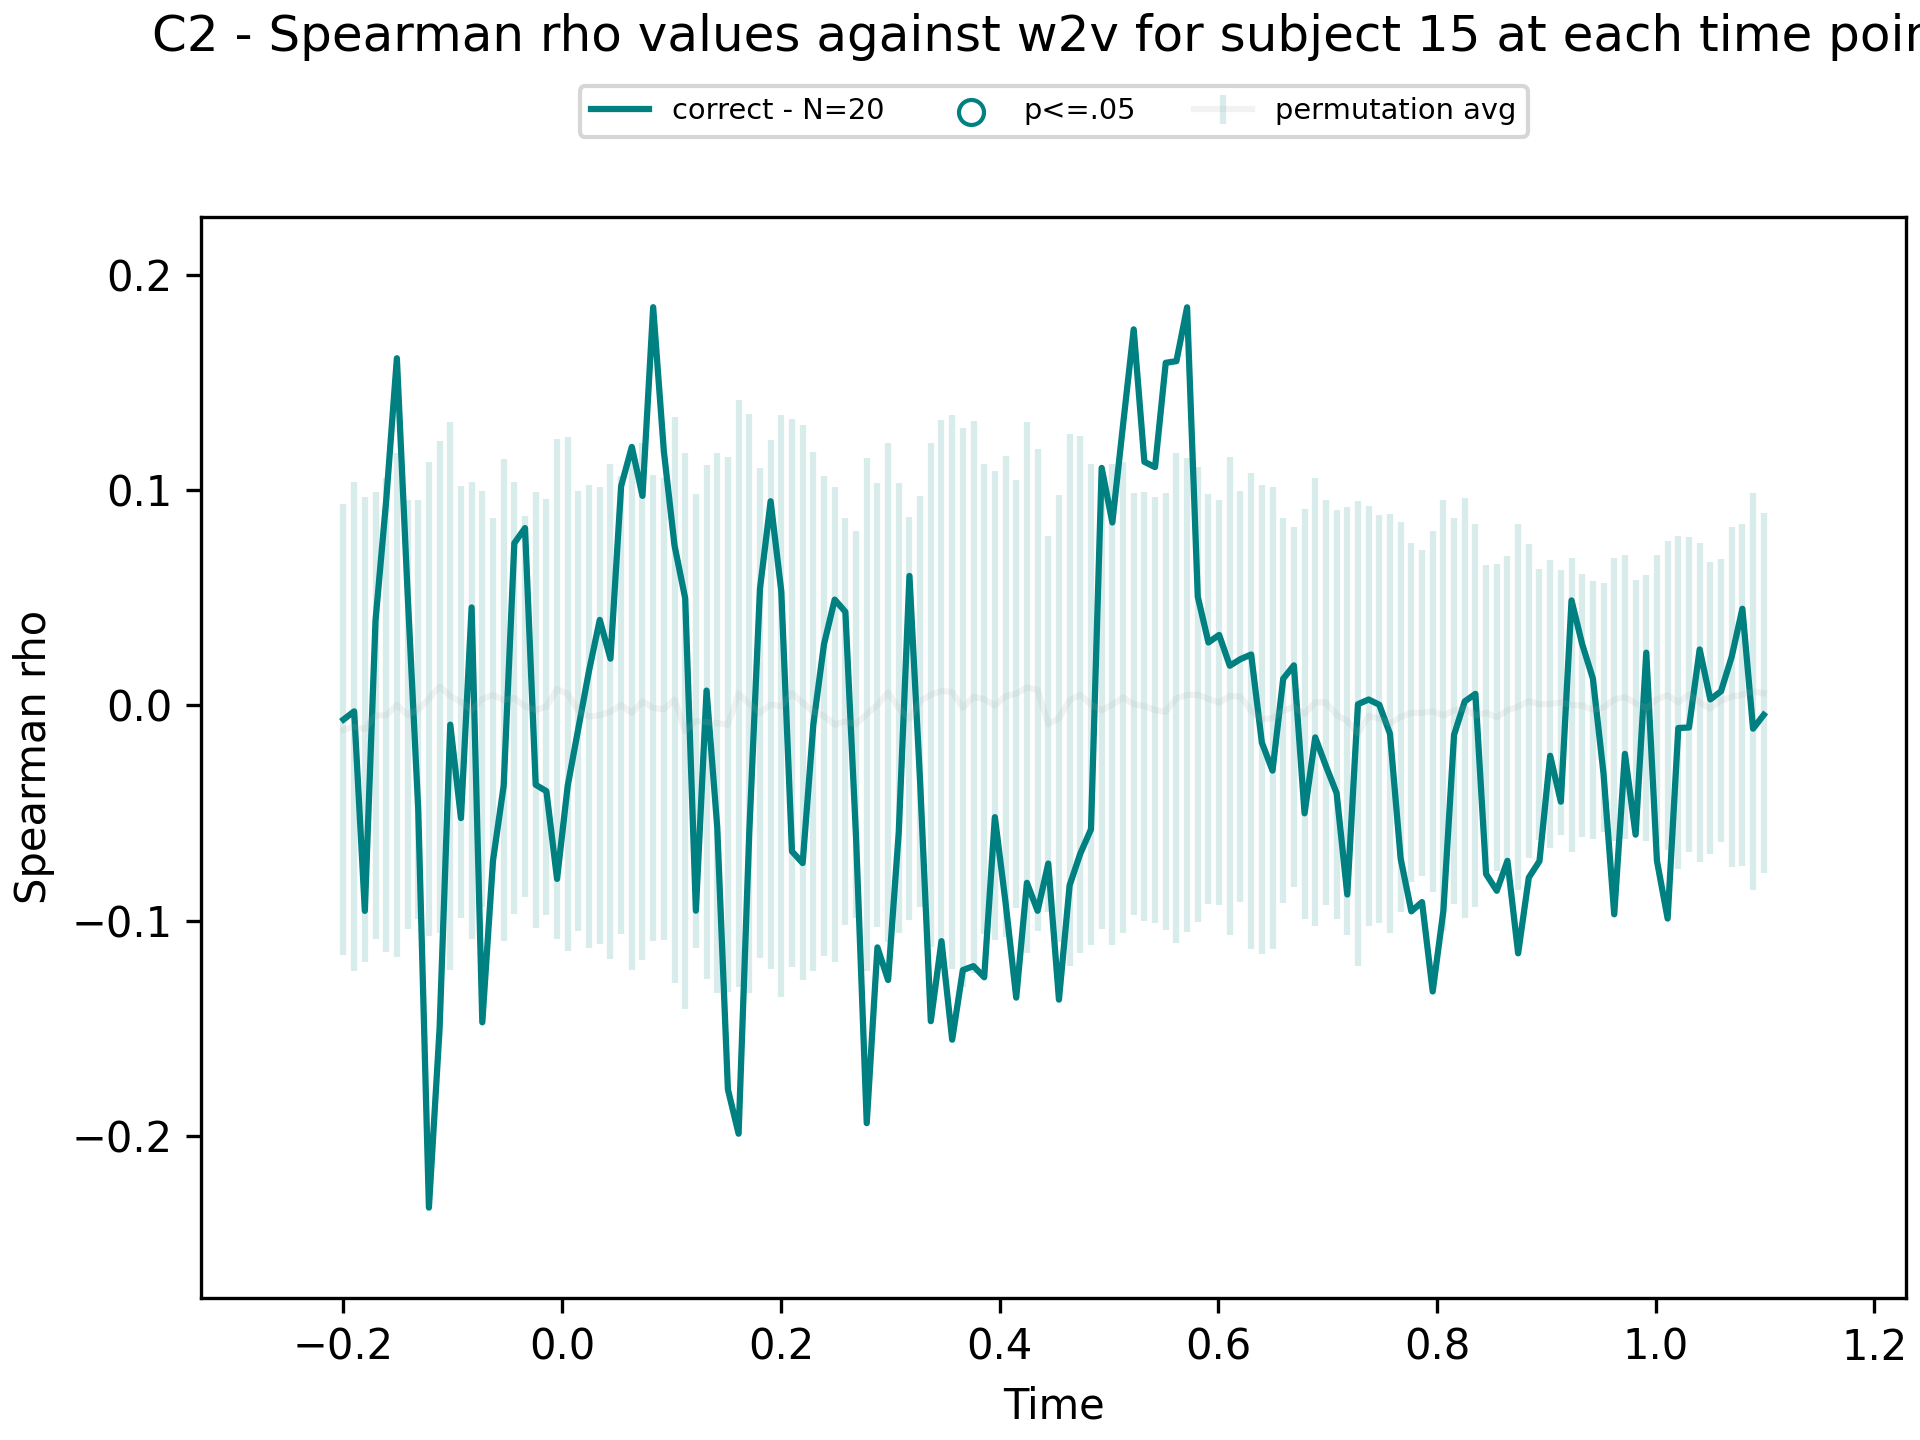 C2 - Spearman rho values against w2v for subject 15 at each time poin
correct - N=20 p<=.05 permutation avg
0.2
0.1
0.0
−0.1
−0.2
Spearman rho
−0.2 0.0 0.2 0.4 0.6 0.8 1.0 1.2
Time